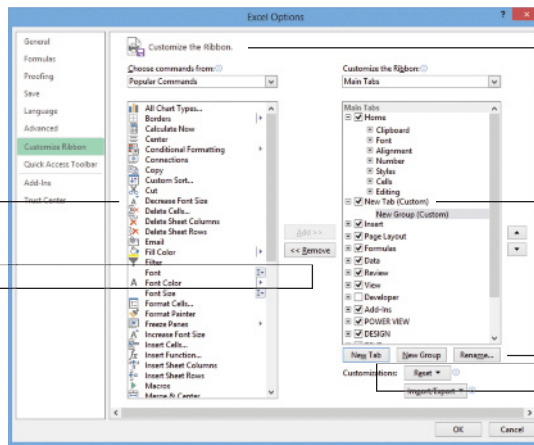 Excel Options
General
Formulas
Proofing
Save
Language
Advanced
Customize Ribbon
Quick Access Toolbar
Add-Ins
Trust Center
Customize the Ribbon.
Choose commands from:
Popular Commands
All Chart Types...
Borders
Calculate Now
Center
Conditional Formatting
Connections
Copy
Custom Sort...
Cut
Decrease Font Size
Delete Cells...
Delete Sheet Columns
Delete Sheet Rows
Email
Fill Color
Filter
Font
Font Color
Font Size
Format Cells...
Format Painter
Freeze Panes
Increase Font Size
Insert Cells...
Insert Function...
Insert Sheet Columns
Insert Sheet Rows
Macros
Merge & Center
Add >>
<< Remove
Customize the Ribbon:
Main Tabs
Main Tabs
Home
Clipboard
Font
Alignment
Number
Styles
Cells
Editing
New Tab (Custom)
New Group (Custom)
Insert
Page Layout
Formulas
Data
Review
View
Developer
Add-Ins
POWER VIEW
DESIGN
New Tab
New Group
Rename...
Customizations:
Reset
Import/Export
OK
Cancel